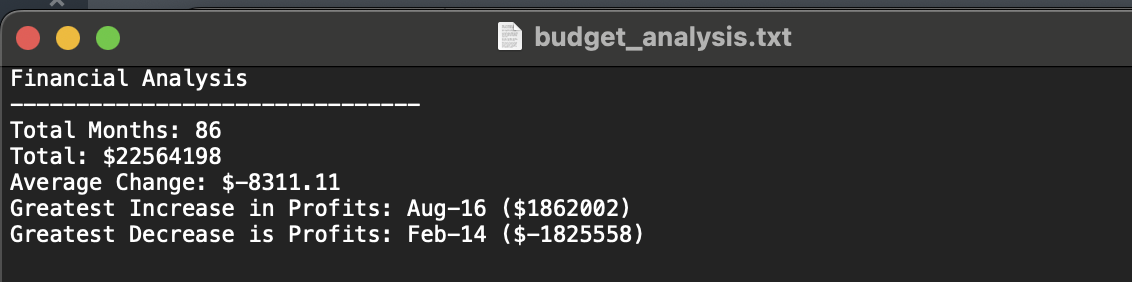 budget_analysis.txt
Financial Analysis
-------------------------------
Total Months: 86
Total: $22564198
Average Change: $-8311.11
Greatest Increase in Profits: Aug-16 ($1862002)
Greatest Decrease is Profits: Feb-14 ($-1825558)